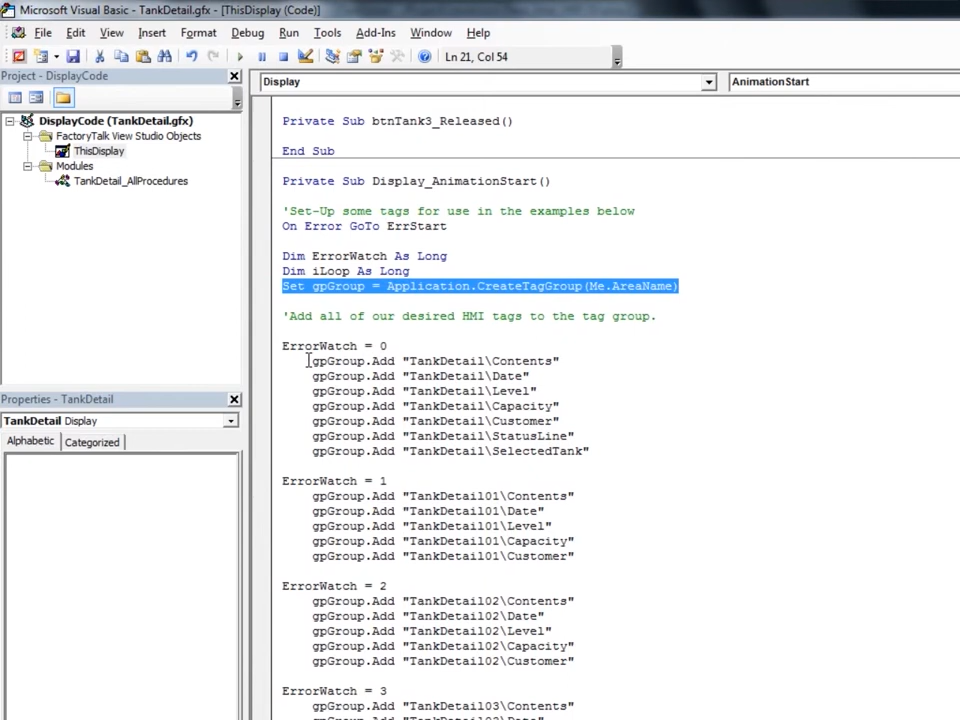 Microsoft Visual Basic - TankDetail.gfx - [ThisDisplay (Code)]
File Edit View Insert Format Debug Run Tools Add-Ins Window Help
Ln 21, Col 54
Project - DisplayCode
Display
AnimationStart
DisplayCode (TankDetail.gfx)
FactoryTalk View Studio Objects
ThisDisplay
Modules
TankDetail_AllProcedures
Properties - TankDetail
TankDetail Display
Alphabetic Categorized
Private Sub btnTank3_Released()
End Sub
Private Sub Display_AnimationStart()
'Set-Up some tags for use in the examples below
On Error GoTo ErrStart
Dim ErrorWatch As Long
Dim iLoop As Long
Set gpGroup = Application.CreateTagGroup(Me.AreaName)
'Add all of our desired HMI tags to the tag group.
ErrorWatch = 0
gpGroup.Add "TankDetail\Contents"
gpGroup.Add "TankDetail\Date"
gpGroup.Add "TankDetail\Level"
gpGroup.Add "TankDetail\Capacity"
gpGroup.Add "TankDetail\Customer"
gpGroup.Add "TankDetail\StatusLine"
gpGroup.Add "TankDetail\SelectedTank"
ErrorWatch = 1
gpGroup.Add "TankDetail01\Contents"
gpGroup.Add "TankDetail01\Date"
gpGroup.Add "TankDetail01\Level"
gpGroup.Add "TankDetail01\Capacity"
gpGroup.Add "TankDetail01\Customer"
ErrorWatch = 2
gpGroup.Add "TankDetail02\Contents"
gpGroup.Add "TankDetail02\Date"
gpGroup.Add "TankDetail02\Level"
gpGroup.Add "TankDetail02\Capacity"
gpGroup.Add "TankDetail02\Customer"
ErrorWatch = 3
gpGroup.Add "TankDetail03\Contents"